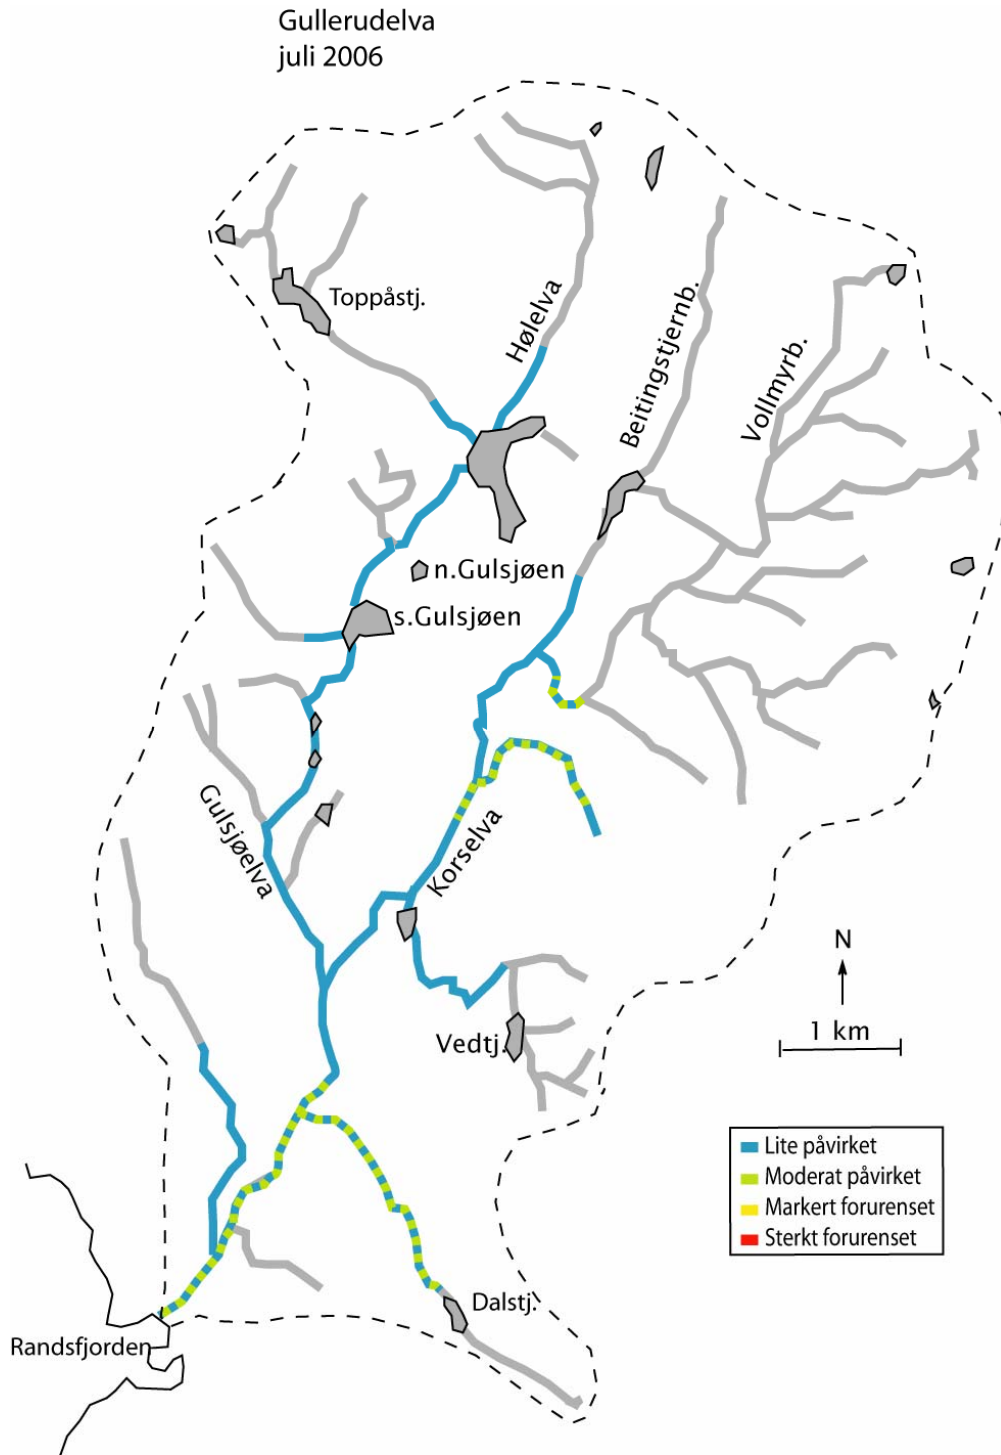 Gullerudelva
juli 2006
Toppåstj.
Hølelva
Beitingstjernb.
Vollmyrb.
n.Gulsjøen
s.Gulsjøen
Gulsjøelva
Korselva
N
1 km
Vedtj.
Lite påvirket
Moderat påvirket
Markert forurenset
Sterkt forurenset
Dalstj.
Randsfjorden